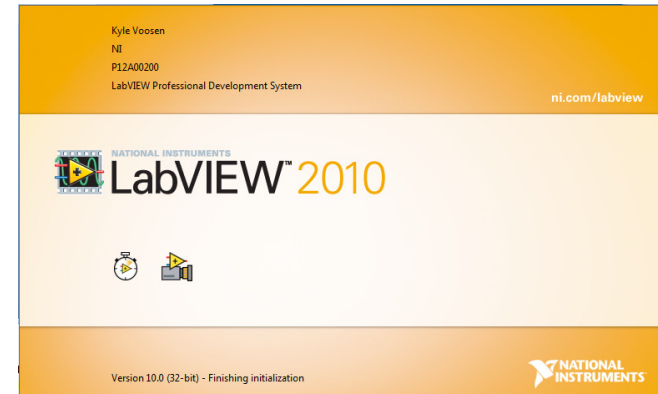 Kyle Voosen
NI
P12A00200
LabVIEW Professional Development System
ni.com/labview
NATIONAL INSTRUMENTS
LabVIEW™ 2010
Version 10.0 (32-bit) - Finishing initialization
NATIONAL
INSTRUMENTS